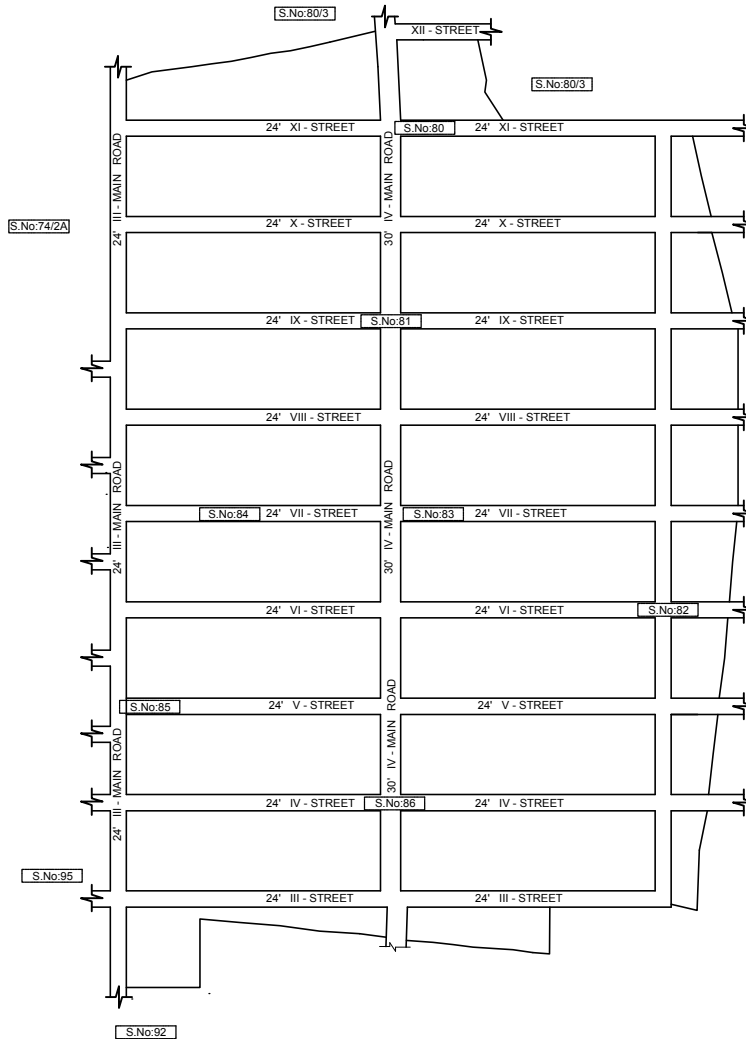 S.No:80/3
XII - STREET
S.No:80/3
24' XI - STREET
S.No:80
24' XI - STREET
24' III - MAIN ROAD
30' IV - MAIN ROAD
S.No:74/2A
24' X - STREET
24' X - STREET
24' IX - STREET
S.No:81
24' IX - STREET
24' VIII - STREET
24' VIII - STREET
24' III - MAIN ROAD
30' IV - MAIN ROAD
S.No:84
24' VII - STREET
S.No:83
24' VII - STREET
24' VI - STREET
24' VI - STREET
S.No:82
S.No:85
24' V - STREET
24' V - STREET
24' III - MAIN ROAD
30' IV - MAIN ROAD
24' IV - STREET
S.No:86
24' IV - STREET
S.No:95
24' III - STREET
24' III - STREET
S.No:92